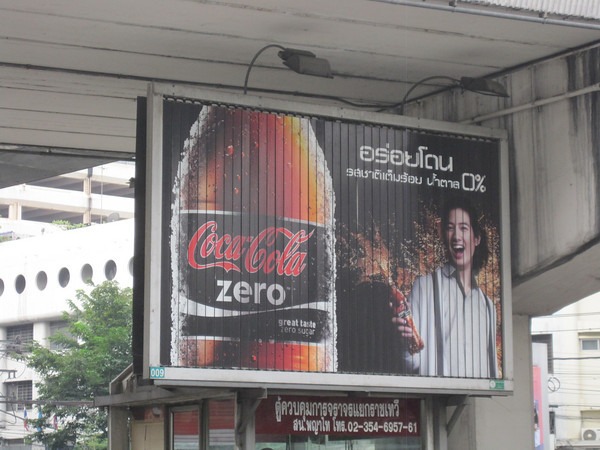 อร่อยโดน
รสชาติเต็มร้อย น้ำตาล 0%
Coca-Cola
zero
great taste
zero sugar
009
ตู้ควบคุมการจราจรแยกราชเทวี
สน.พญาไท โทร.02-354-6957-61